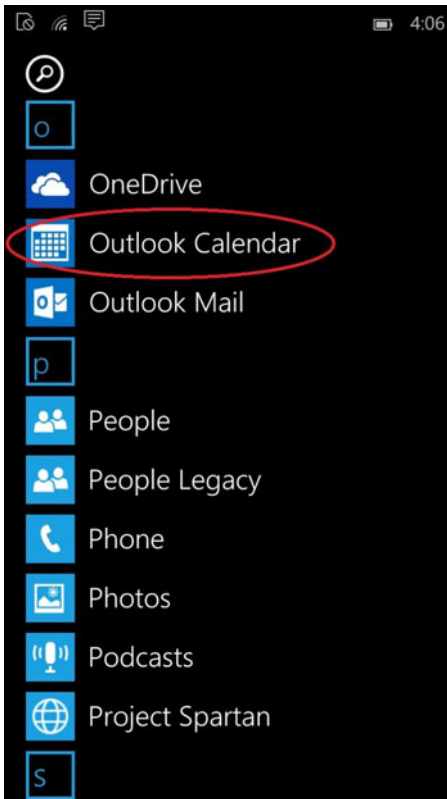 4:06
o
OneDrive
Outlook Calendar
Outlook Mail
p
People
People Legacy
Phone
Photos
Podcasts
Project Spartan
s